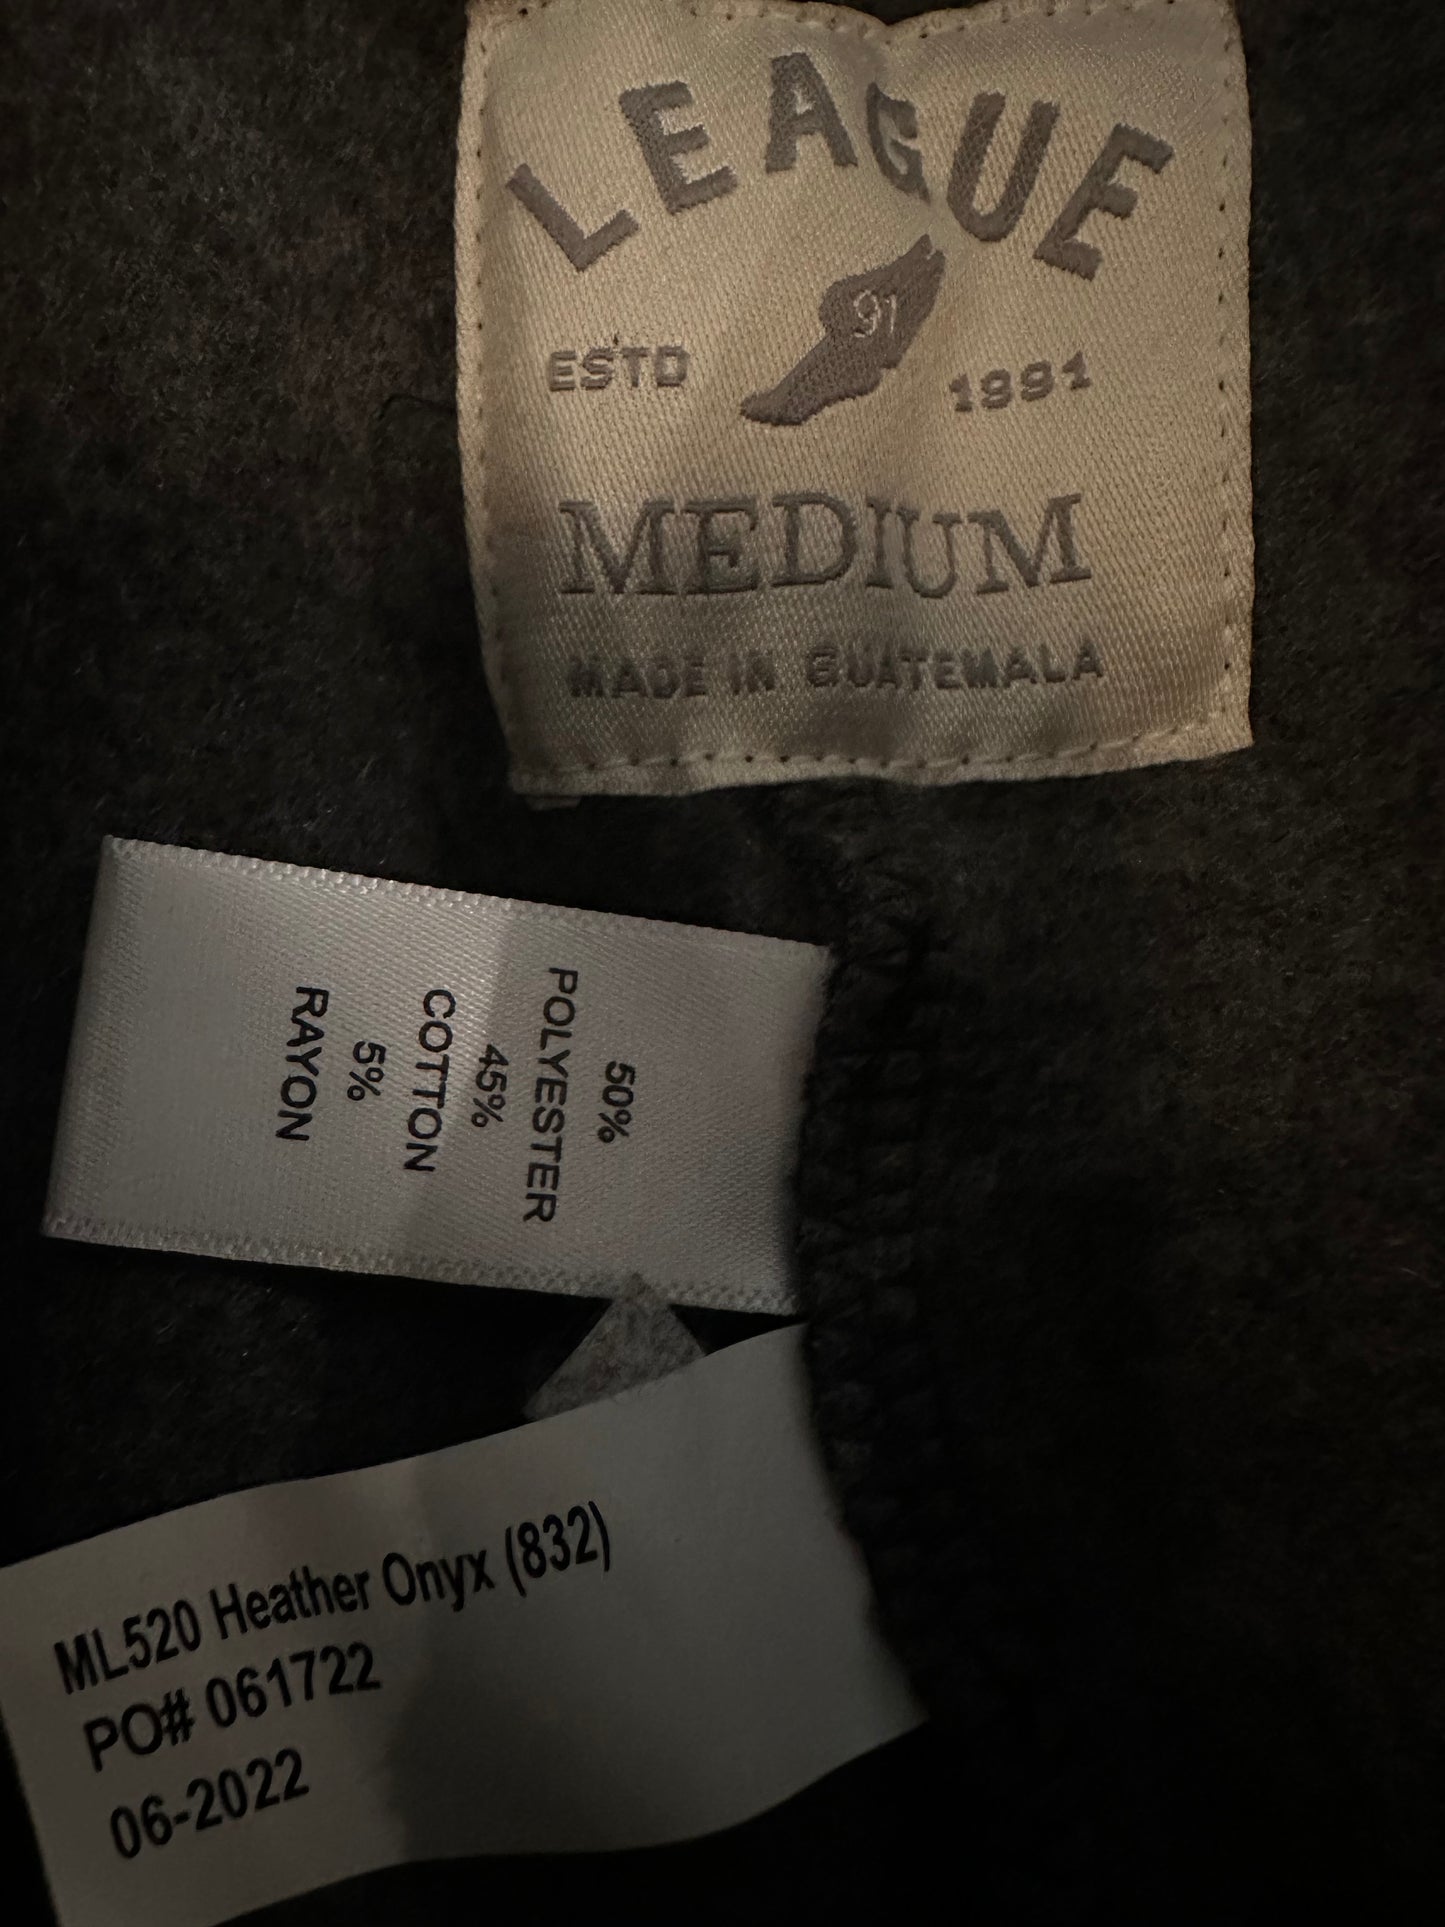 LEAGUE
91
ESTD 1991
MEDIUM
MADE IN GUATEMALA
50%
POLYESTER
45%
COTTON
5%
RAYON
ML520 Heather Onyx (832)
PO# 061722
06-2022